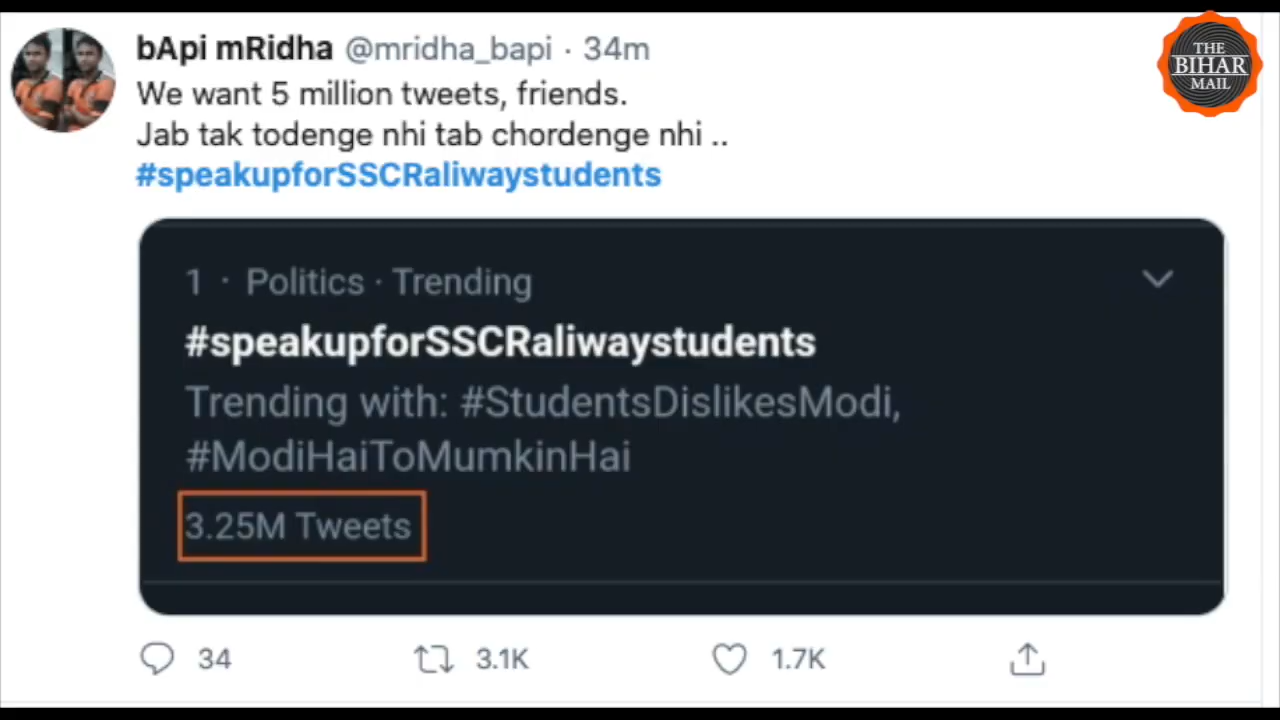 bApi mRidha @mridha_bapi · 34m
We want 5 million tweets, friends.
Jab tak todenge nhi tab chordenge nhi ..
#speakupforSSCRaliwaystudents
1 · Politics · Trending
#speakupforSSCRaliwaystudents
Trending with: #StudentsDislikesModi,
#ModiHaiToMumkinHai
3.25M Tweets
34 3.1K 1.7K
THE
BIHAR
MAIL